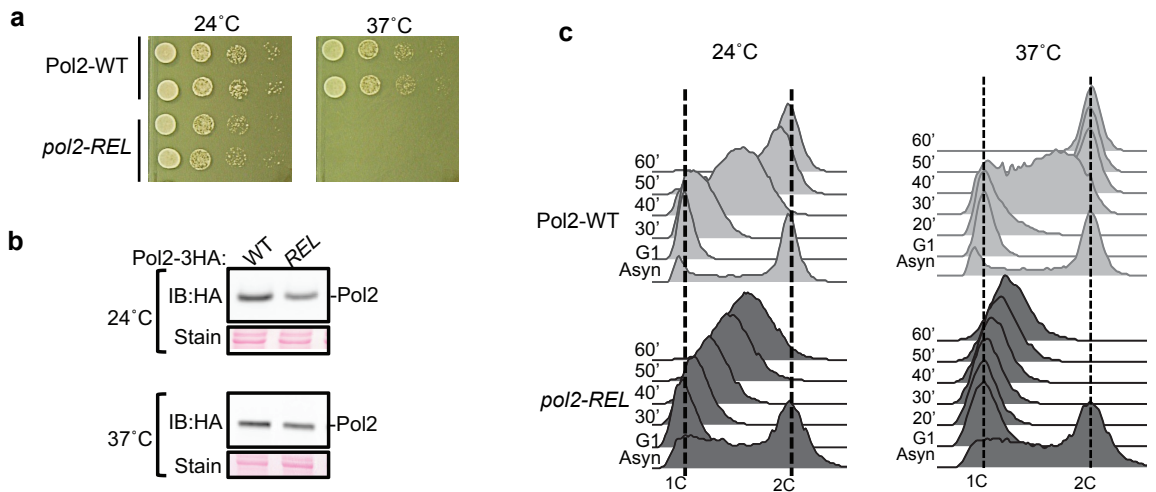 a
24˚C 37˚C
Pol2-WT
pol2-REL
b
Pol2-3HA: WT REL
24˚C
IB:HA -Pol2
Stain
37˚C
IB:HA -Pol2
Stain
c
24˚C
Pol2-WT
60’
50’
40’
30’
G1
Asyn
pol2-REL
60’
50’
40’
30’
G1
Asyn
1C 2C
37˚C
60’
50’
40’
30’
20’
G1
Asyn
60’
50’
40’
30’
20’
G1
Asyn
1C 2C